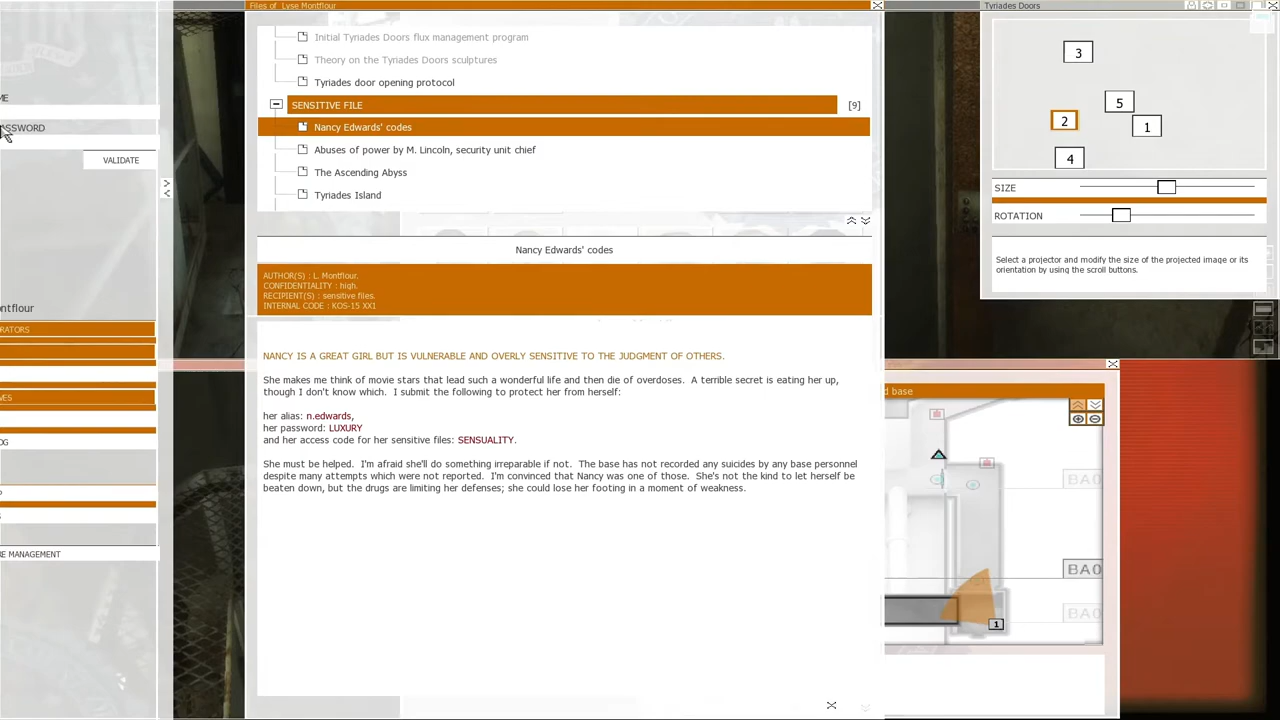 Files of Lyse Montflour
Tyriades Doors
Initial Tyriades Doors flux management program
Theory on the Tyriades Doors sculptures
Tyriades door opening protocol
SENSITIVE FILE [9]
Nancy Edwards' codes
Abuses of power by M. Lincoln, security unit chief
The Ascending Abyss
Tyriades Island
ME
PASSWORD
VALIDATE
ntflour
RATORS
VES
OG
P
S
RE MANAGEMENT
Nancy Edwards' codes
AUTHOR(S) : L. Montflour.
CONFIDENTIALITY : high.
RECIPIENT(S) : sensitive files.
INTERNAL CODE : KOS-15 XX1
NANCY IS A GREAT GIRL BUT IS VULNERABLE AND OVERLY SENSITIVE TO THE JUDGMENT OF OTHERS.
She makes me think of movie stars that lead such a wonderful life and then die of overdoses. A terrible secret is eating her up,
though I don't know which. I submit the following to protect her from herself:
her alias: n.edwards,
her password: LUXURY
and her access code for her sensitive files: SENSUALITY.
She must be helped. I'm afraid she'll do something irreparable if not. The base has not recorded any suicides by any base personnel
despite many attempts which were not reported. I'm convinced that Nancy was one of those. She's not the kind to let herself be
beaten down, but the drugs are limiting her defenses; she could lose her footing in a moment of weakness.
3
5
2
1
4
SIZE
ROTATION
Select a projector and modify the size of the projected image or its
orientation by using the scroll buttons.
d base
BA0
BA0
BA0
1